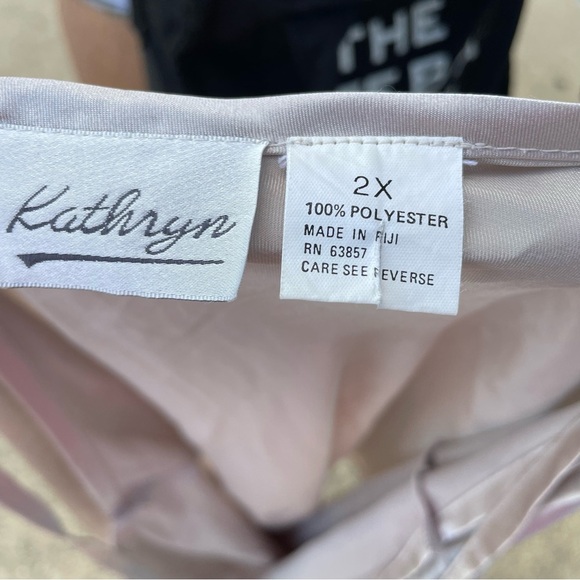 THE
Kathryn
2X
100% POLYESTER
MADE IN FIJI
RN 63857
CARE SEE REVERSE